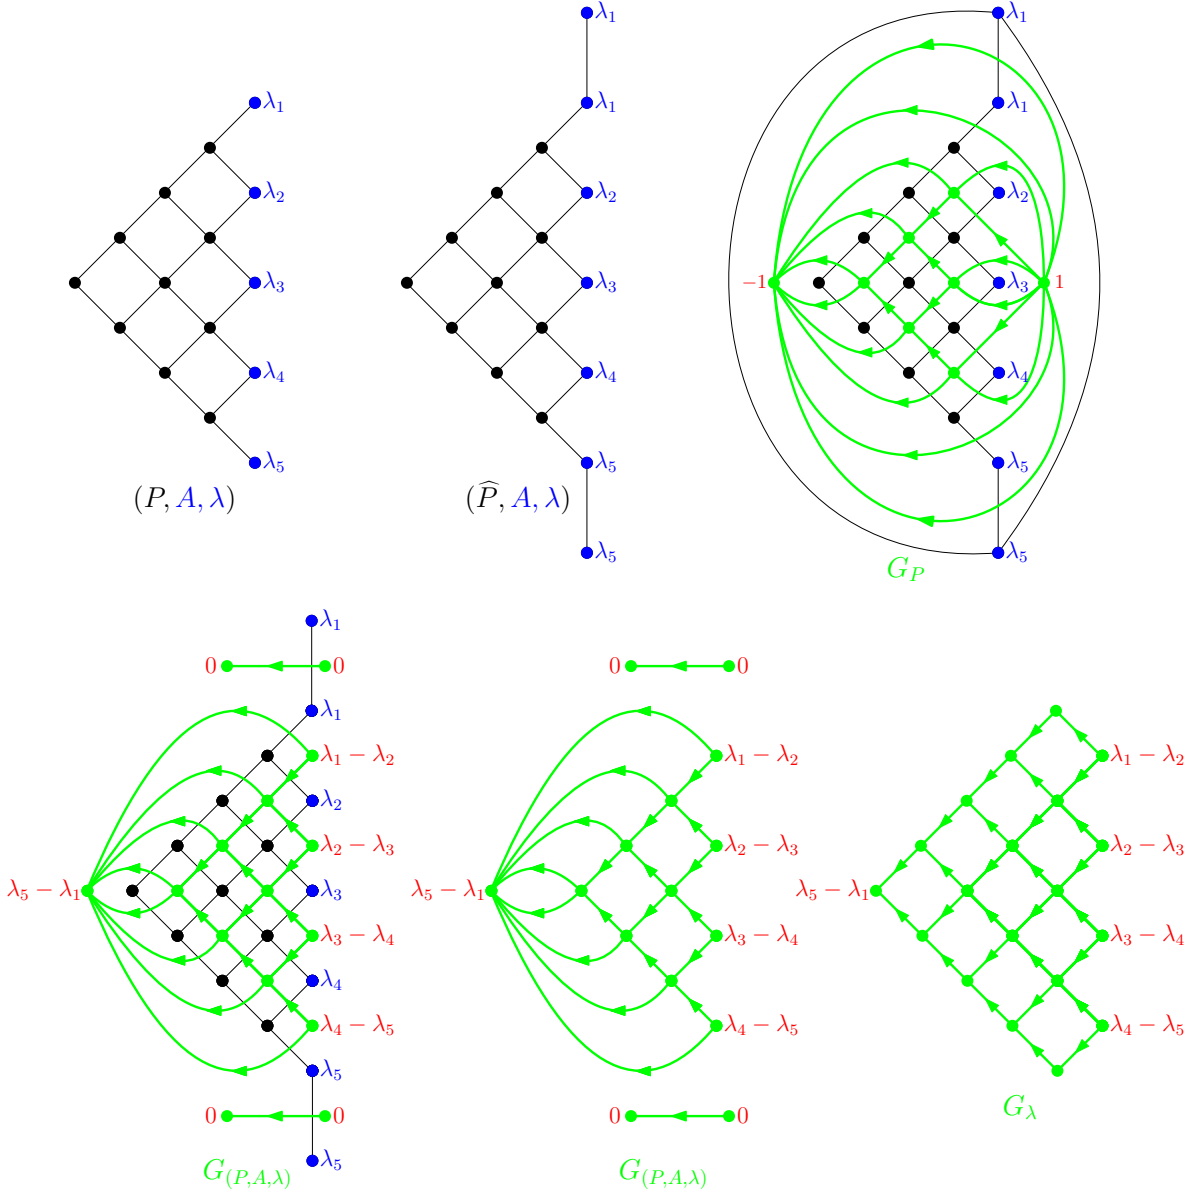 λ₁
λ₂
λ₃
λ₄
λ₅
(P, A, λ)
λ₁
λ₁
λ₂
λ₃
λ₄
λ₅
λ₅
(P̂, A, λ)
λ₁
λ₁
λ₂
−1 λ₃ 1
λ₄
λ₅
λ₅
G_P
λ₁
0 0
λ₁
λ₁ − λ₂
λ₂
λ₂ − λ₃
λ₅ − λ₁ λ₃
λ₃ − λ₄
λ₄
λ₄ − λ₅
λ₅
0 0
λ₅
G_(P,A,λ)
0 0
λ₁ − λ₂
λ₂ − λ₃
λ₅ − λ₁
λ₃ − λ₄
λ₄ − λ₅
0 0
G_(P,A,λ)
λ₁ − λ₂
λ₂ − λ₃
λ₅ − λ₁
λ₃ − λ₄
λ₄ − λ₅
G_λ